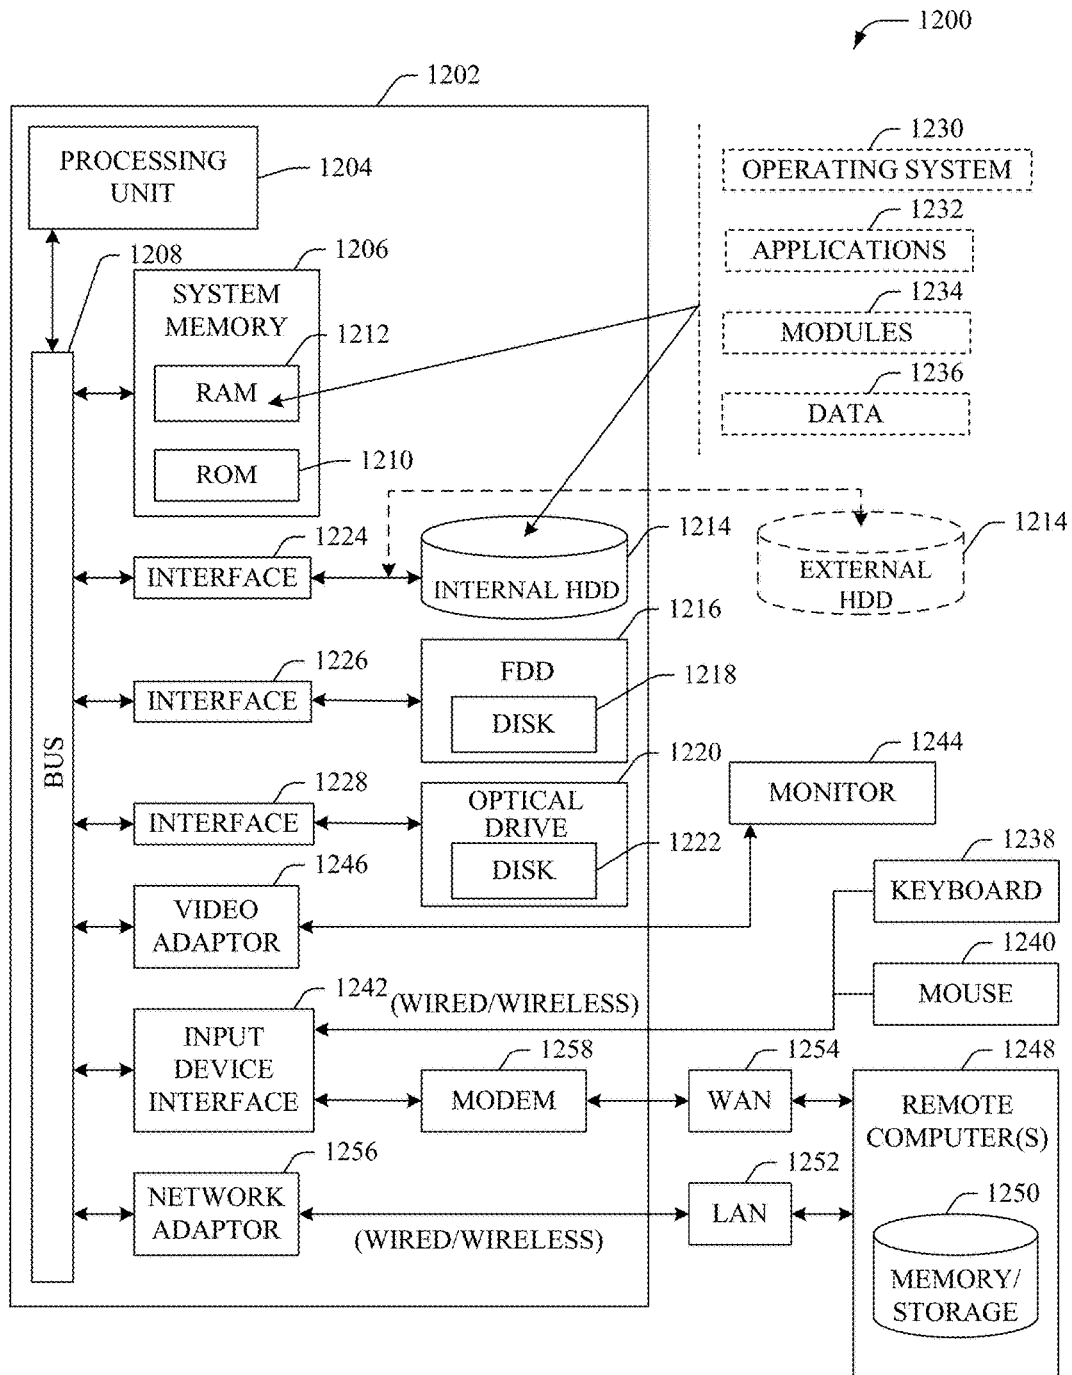 1200
1202
PROCESSING
UNIT
1204
1230
OPERATING SYSTEM
1232
APPLICATIONS
1234
MODULES
1236
DATA
1208
1206
SYSTEM
MEMORY
1212
RAM
1210
ROM
BUS
1224
INTERFACE
1214
INTERNAL HDD
1214
EXTERNAL
HDD
1226
INTERFACE
1216
FDD
1218
DISK
1228
INTERFACE
1220
OPTICAL
DRIVE
1222
DISK
1244
MONITOR
1246
VIDEO
ADAPTOR
1238
KEYBOARD
1240
MOUSE
1242
INPUT
DEVICE
INTERFACE
(WIRED/WIRELESS)
1258
MODEM
1254
WAN
1248
REMOTE
COMPUTER(S)
1256
NETWORK
ADAPTOR
(WIRED/WIRELESS)
1252
LAN
1250
MEMORY/
STORAGE